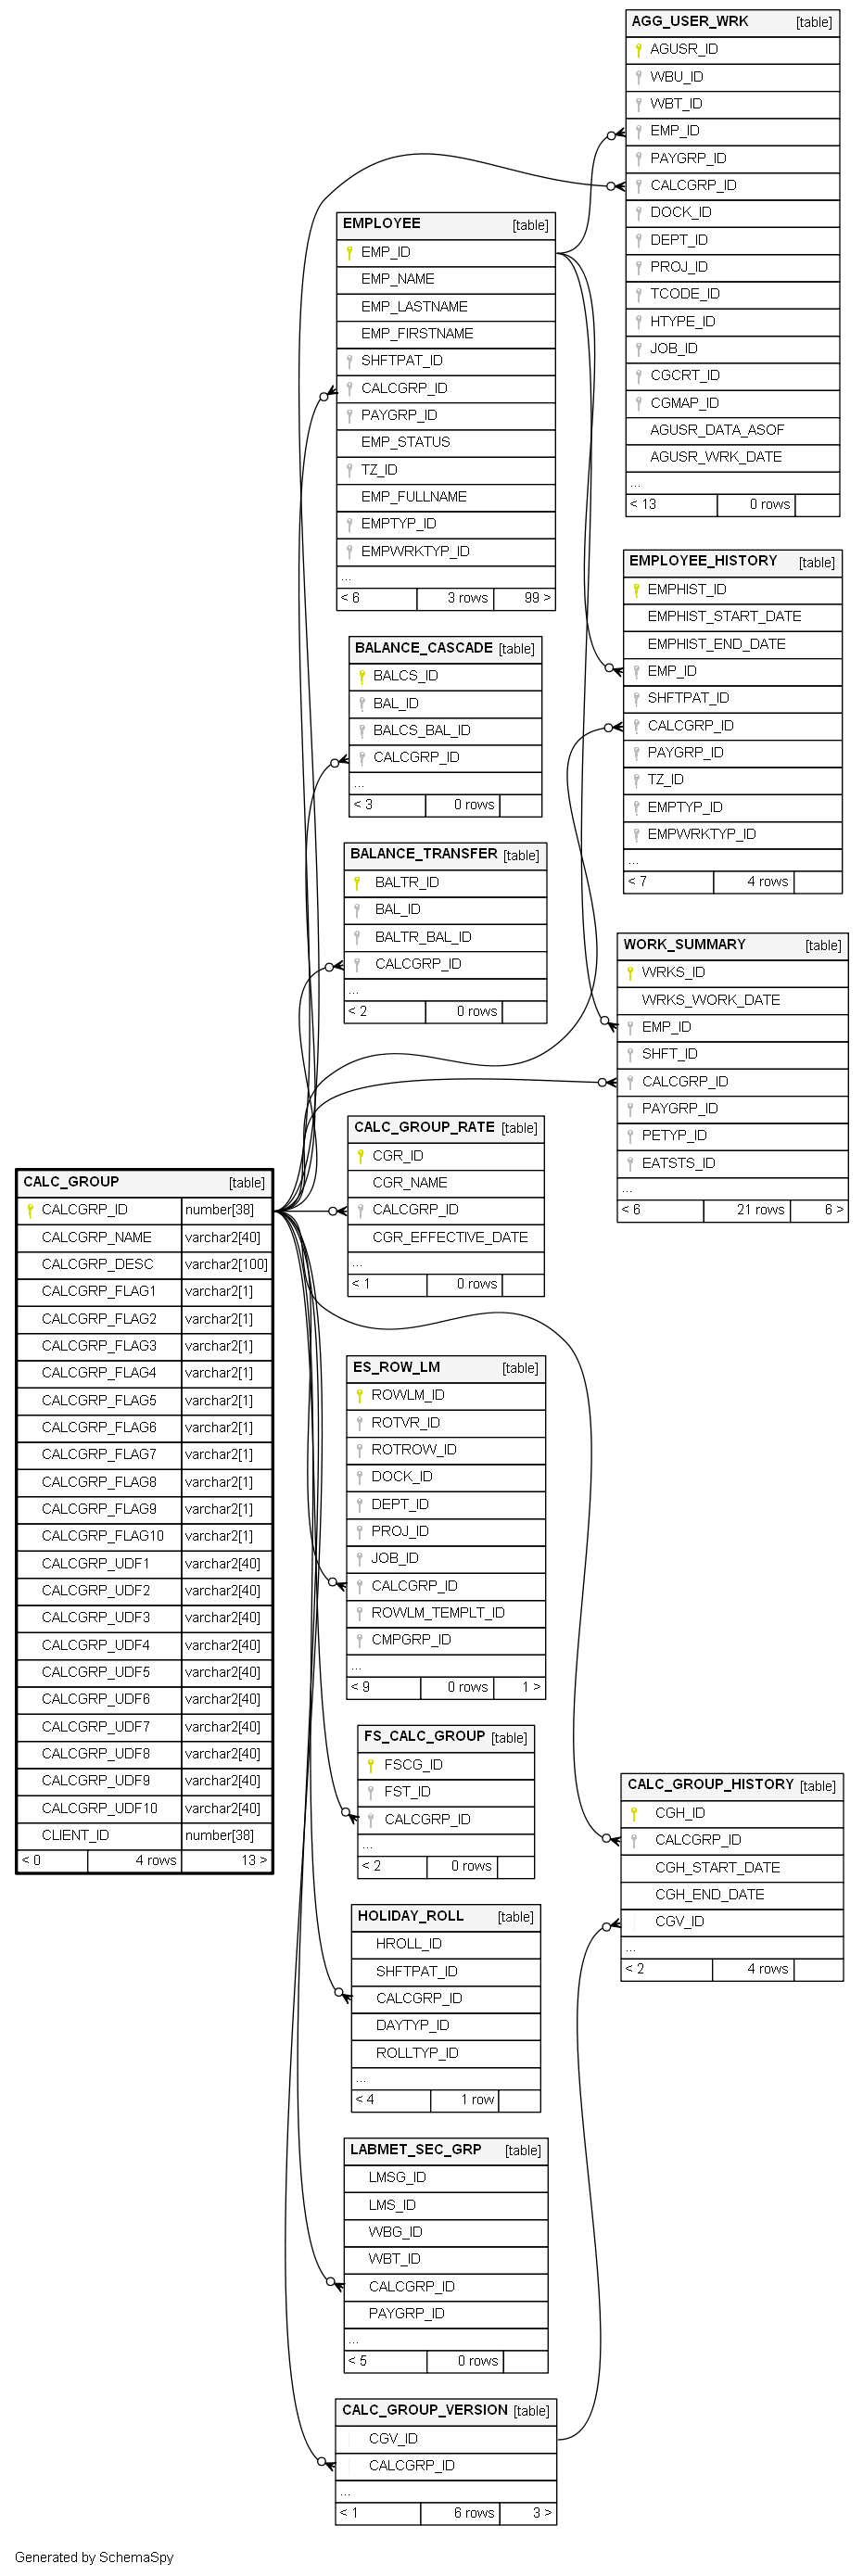 AGG_USER_WRK [table]
AGUSR_ID
WBU_ID
WBT_ID
EMP_ID
PAYGRP_ID
CALCGRP_ID
DOCK_ID
DEPT_ID
PROJ_ID
TCODE_ID
HTYPE_ID
JOB_ID
CGCRT_ID
CGMAP_ID
AGUSR_DATA_ASOF
AGUSR_WRK_DATE
...
< 13 0 rows
EMPLOYEE [table]
EMP_ID
EMP_NAME
EMP_LASTNAME
EMP_FIRSTNAME
SHFTPAT_ID
CALCGRP_ID
PAYGRP_ID
EMP_STATUS
TZ_ID
EMP_FULLNAME
EMPTYP_ID
EMPWRKTYP_ID
...
< 6 3 rows 99 >
EMPLOYEE_HISTORY [table]
EMPHIST_ID
EMPHIST_START_DATE
EMPHIST_END_DATE
EMP_ID
SHFTPAT_ID
CALCGRP_ID
PAYGRP_ID
TZ_ID
EMPTYP_ID
EMPWRKTYP_ID
...
< 7 4 rows
BALANCE_CASCADE [table]
BALCS_ID
BAL_ID
BALCS_BAL_ID
CALCGRP_ID
...
< 3 0 rows
BALANCE_TRANSFER [table]
BALTR_ID
BAL_ID
BALTR_BAL_ID
CALCGRP_ID
...
< 2 0 rows
WORK_SUMMARY [table]
WRKS_ID
WRKS_WORK_DATE
EMP_ID
SHFT_ID
CALCGRP_ID
PAYGRP_ID
PETYP_ID
EATSTS_ID
...
< 6 21 rows 6 >
CALC_GROUP_RATE [table]
CGR_ID
CGR_NAME
CALCGRP_ID
CGR_EFFECTIVE_DATE
...
< 1 0 rows
CALC_GROUP [table]
CALCGRP_ID number[38]
CALCGRP_NAME varchar2[40]
CALCGRP_DESC varchar2[100]
CALCGRP_FLAG1 varchar2[1]
CALCGRP_FLAG2 varchar2[1]
CALCGRP_FLAG3 varchar2[1]
CALCGRP_FLAG4 varchar2[1]
CALCGRP_FLAG5 varchar2[1]
CALCGRP_FLAG6 varchar2[1]
CALCGRP_FLAG7 varchar2[1]
CALCGRP_FLAG8 varchar2[1]
CALCGRP_FLAG9 varchar2[1]
CALCGRP_FLAG10 varchar2[1]
CALCGRP_UDF1 varchar2[40]
CALCGRP_UDF2 varchar2[40]
CALCGRP_UDF3 varchar2[40]
CALCGRP_UDF4 varchar2[40]
CALCGRP_UDF5 varchar2[40]
CALCGRP_UDF6 varchar2[40]
CALCGRP_UDF7 varchar2[40]
CALCGRP_UDF8 varchar2[40]
CALCGRP_UDF9 varchar2[40]
CALCGRP_UDF10 varchar2[40]
CLIENT_ID number[38]
< 0 4 rows 13 >
ES_ROW_LM [table]
ROWLM_ID
ROTVR_ID
ROTROW_ID
DOCK_ID
DEPT_ID
PROJ_ID
JOB_ID
CALCGRP_ID
ROWLM_TEMPLT_ID
CMPGRP_ID
...
< 9 0 rows 1 >
FS_CALC_GROUP [table]
FSCG_ID
FST_ID
CALCGRP_ID
...
< 2 0 rows
CALC_GROUP_HISTORY [table]
CGH_ID
CALCGRP_ID
CGH_START_DATE
CGH_END_DATE
CGV_ID
...
< 2 4 rows
HOLIDAY_ROLL [table]
HROLL_ID
SHFTPAT_ID
CALCGRP_ID
DAYTYP_ID
ROLLTYP_ID
...
< 4 1 row
LABMET_SEC_GRP [table]
LMSG_ID
LMS_ID
WBG_ID
WBT_ID
CALCGRP_ID
PAYGRP_ID
...
< 5 0 rows
CALC_GROUP_VERSION [table]
CGV_ID
CALCGRP_ID
...
< 1 6 rows 3 >
Generated by SchemaSpy